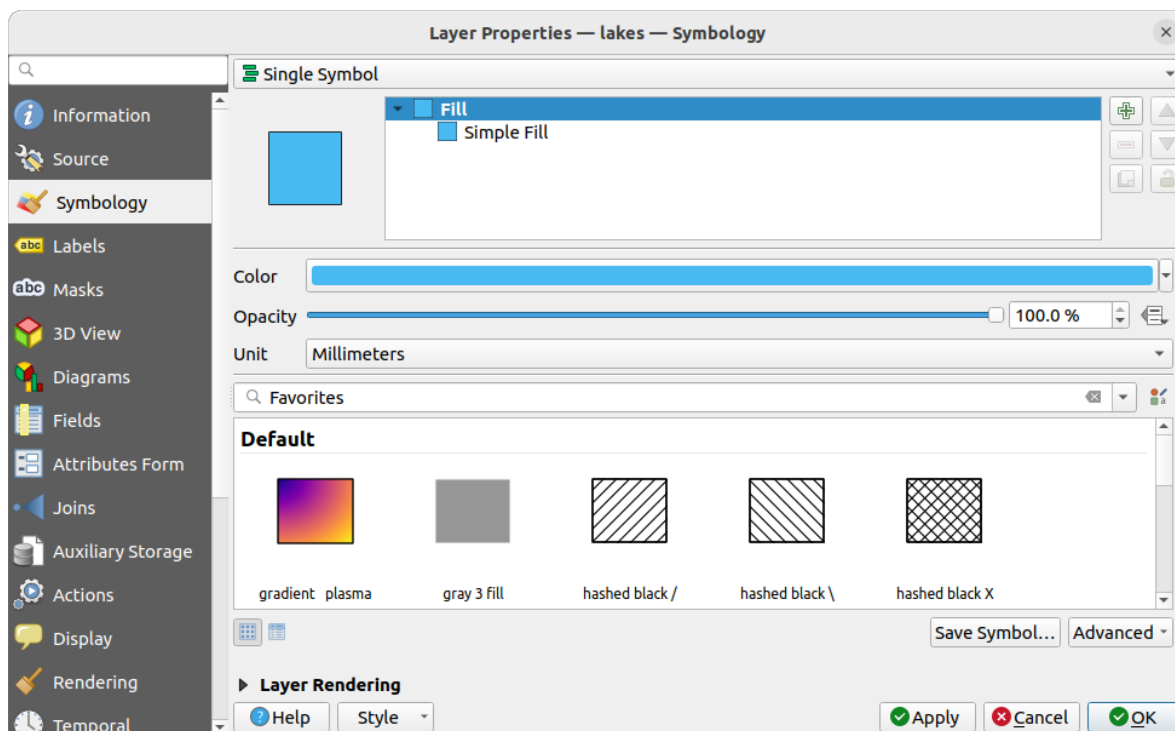 Layer Properties — lakes — Symbology
Information
Source
Symbology
abc Labels
abc Masks
3D View
Diagrams
Fields
Attributes Form
Joins
Auxiliary Storage
Actions
Display
Rendering
Temporal
Single Symbol
Fill
Simple Fill
Color
Opacity 100.0 %
Unit Millimeters
Favorites
Default
gradient plasma gray 3 fill hashed black / hashed black \ hashed black X
Save Symbol... Advanced
Layer Rendering
Help Style Apply Cancel OK